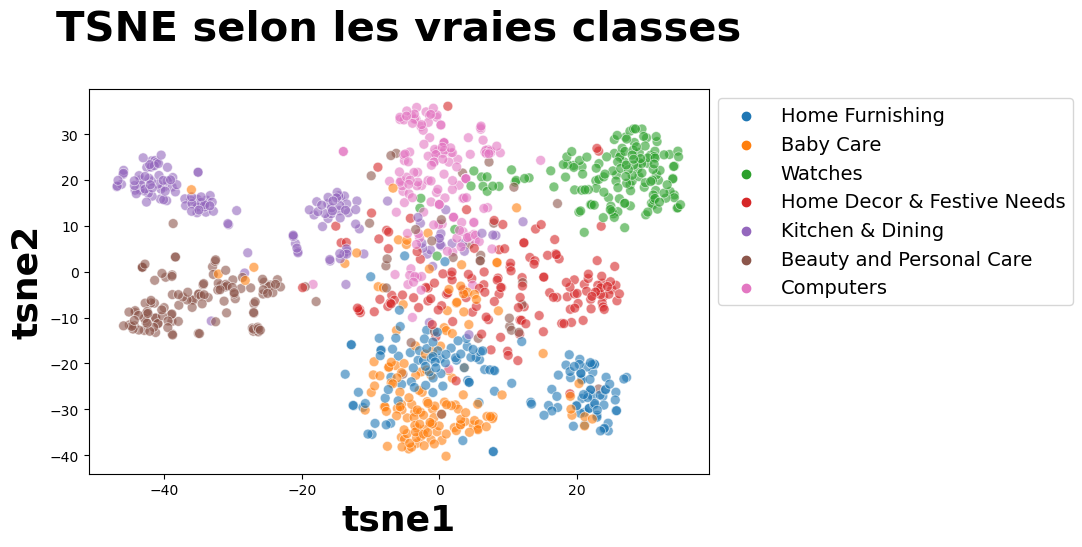 TSNE selon les vraies classes
Home Furnishing
Baby Care
Watches
Home Decor & Festive Needs
Kitchen & Dining
Beauty and Personal Care
Computers
30
20
10
0
−10
−20
−30
−40
tsne2
−40 −20 0 20
tsne1